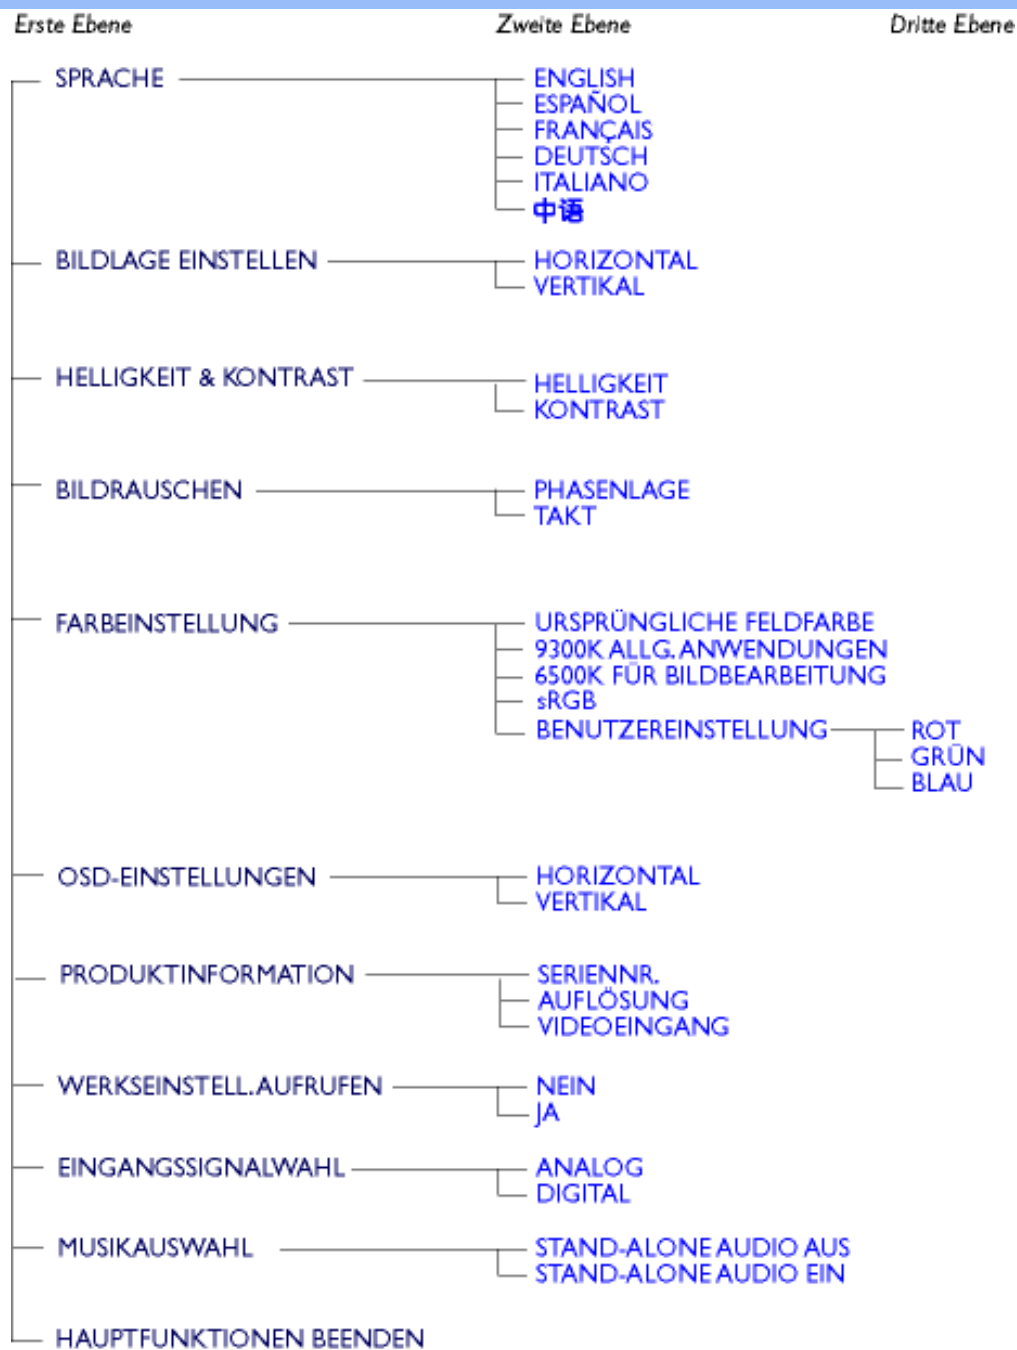 Erste Ebene Zweite Ebene Dritte Ebene
SPRACHE ENGLISH
ESPAÑOL
FRANÇAIS
DEUTSCH
ITALIANO
中语
BILDLAGE EINSTELLEN HORIZONTAL
VERTIKAL
HELLIGKEIT & KONTRAST HELLIGKEIT
KONTRAST
BILDRAUSCHEN PHASENLAGE
TAKT
FARBEINSTELLUNG URSPRÜNGLICHE FELDFARBE
9300K ALLG. ANWENDUNGEN
6500K FÜR BILDBEARBEITUNG
sRGB
BENUTZEREINSTELLUNG ROT
GRÜN
BLAU
OSD-EINSTELLUNGEN HORIZONTAL
VERTIKAL
PRODUKTINFORMATION SERIENNR.
AUFLÖSUNG
VIDEOEINGANG
WERKSEINSTELL. AUFRUFEN NEIN
JA
EINGANGSSIGNALWAHL ANALOG
DIGITAL
MUSIKAUSWAHL STAND-ALONE AUDIO AUS
STAND-ALONE AUDIO EIN
HAUPTFUNKTIONEN BEENDEN